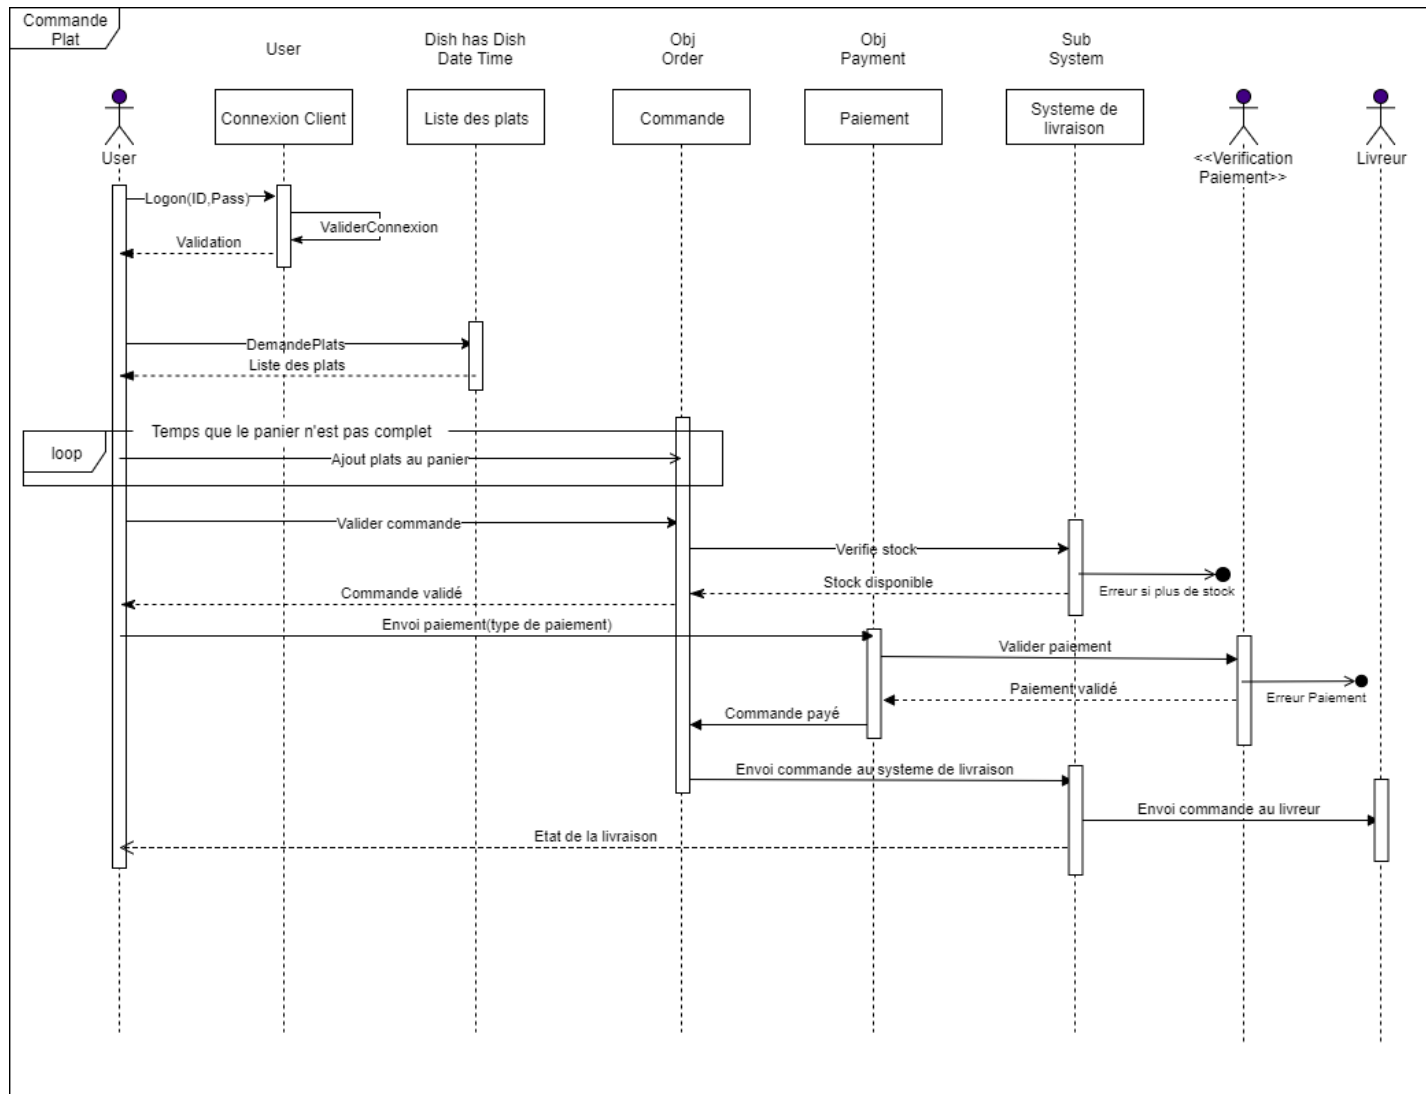 Commande
Plat
User
Dish has Dish
Date Time
Obj
Order
Obj
Payment
Sub
System
User
Connexion Client
Liste des plats
Commande
Paiement
Systeme de
livraison
<<Verification
Paiement>>
Livreur
Logon(ID,Pass)
ValiderConnexion
Validation
DemandePlats
Liste des plats
Temps que le panier n'est pas complet
loop
Ajout plats au panier
Valider commande
Verifie stock
Stock disponible
Erreur si plus de stock
Commande validé
Envoi paiement(type de paiement)
Valider paiement
Paiement validé
Erreur Paiement
Commande payé
Envoi commande au systeme de livraison
Envoi commande au livreur
Etat de la livraison